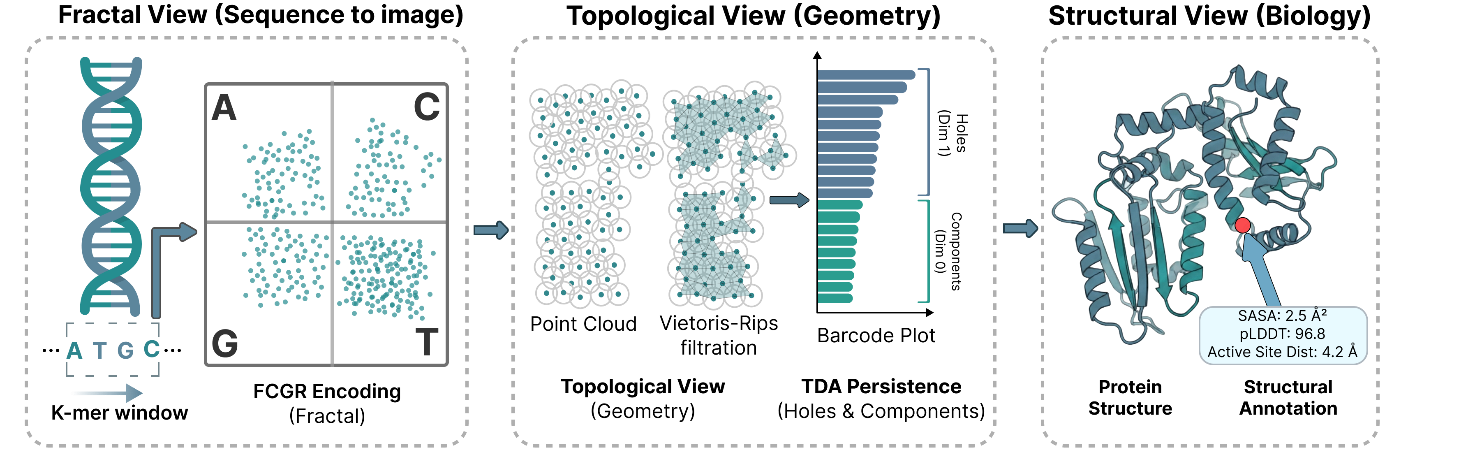 Fractal View (Sequence to image)
A
C
G
T
... A T G C ...
K-mer window
FCGR Encoding
(Fractal)
Topological View (Geometry)
Point Cloud
Vietoris-Rips
filtration
Holes
(Dim 1)
Components
(Dim 0)
Barcode Plot
Topological View
(Geometry)
TDA Persistence
(Holes & Components)
Structural View (Biology)
SASA: 2.5 Å²
pLDDT: 96.8
Active Site Dist: 4.2 Å
Protein
Structure
Structural
Annotation